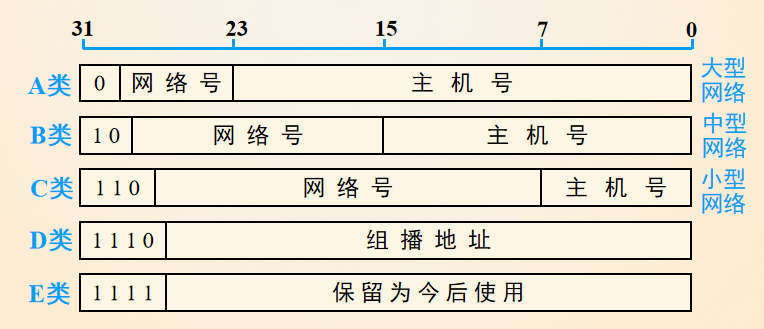 31 23 15 7 0
A类 0 网络号 主机号 大型网络
B类 10 网络号 主机号 中型网络
C类 110 网络号 主机号 小型网络
D类 1110 组播地址
E类 1111 保留为今后使用